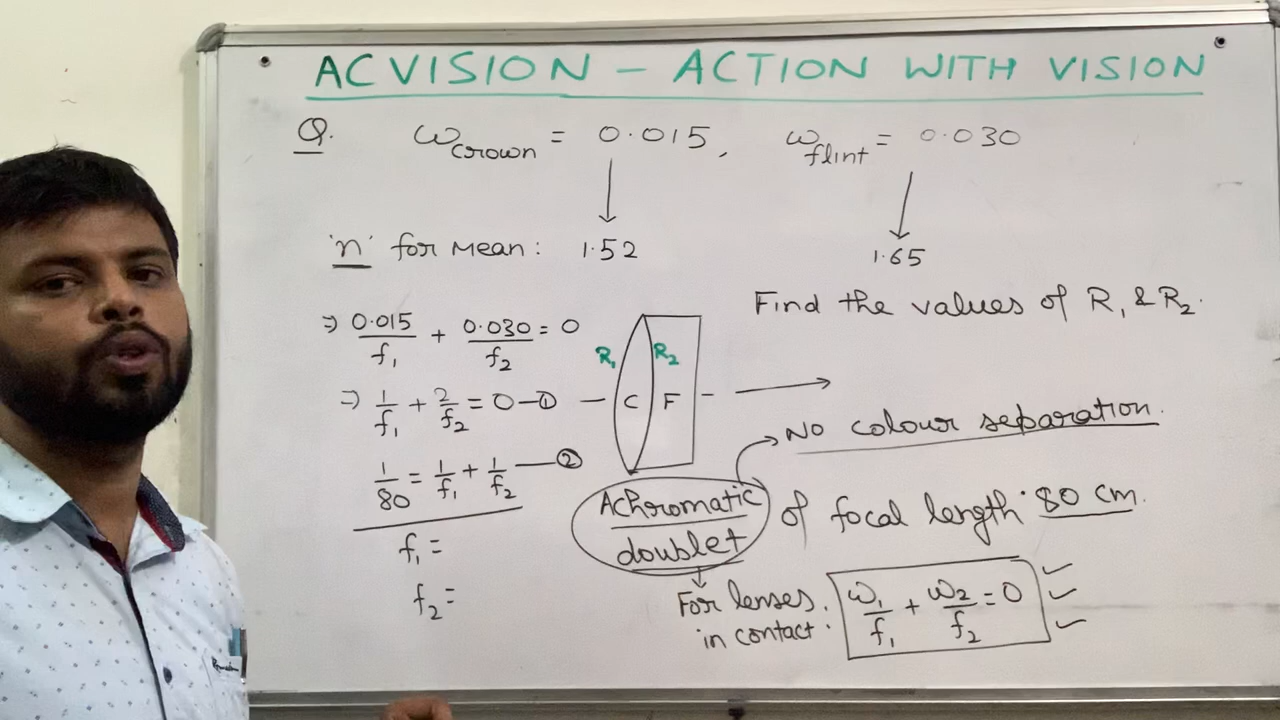 ACVISION – ACTION WITH VISION
Q. ω crown = 0.015, ω flint = 0.030
'n' for mean: 1.52 1.65
Find the values of R₁ & R₂.
⇒ 0.015/f₁ + 0.030/f₂ = 0
R₁ R₂
⇒ 1/f₁ + 2/f₂ = 0 –①
C F
1/80 = 1/f₁ + 1/f₂ —②
NO colour separation.
Achromatic doublet of focal length 80 cm.
f₁ =
f₂ =
For lenses in contact: ω₁/f₁ + ω₂/f₂ = 0